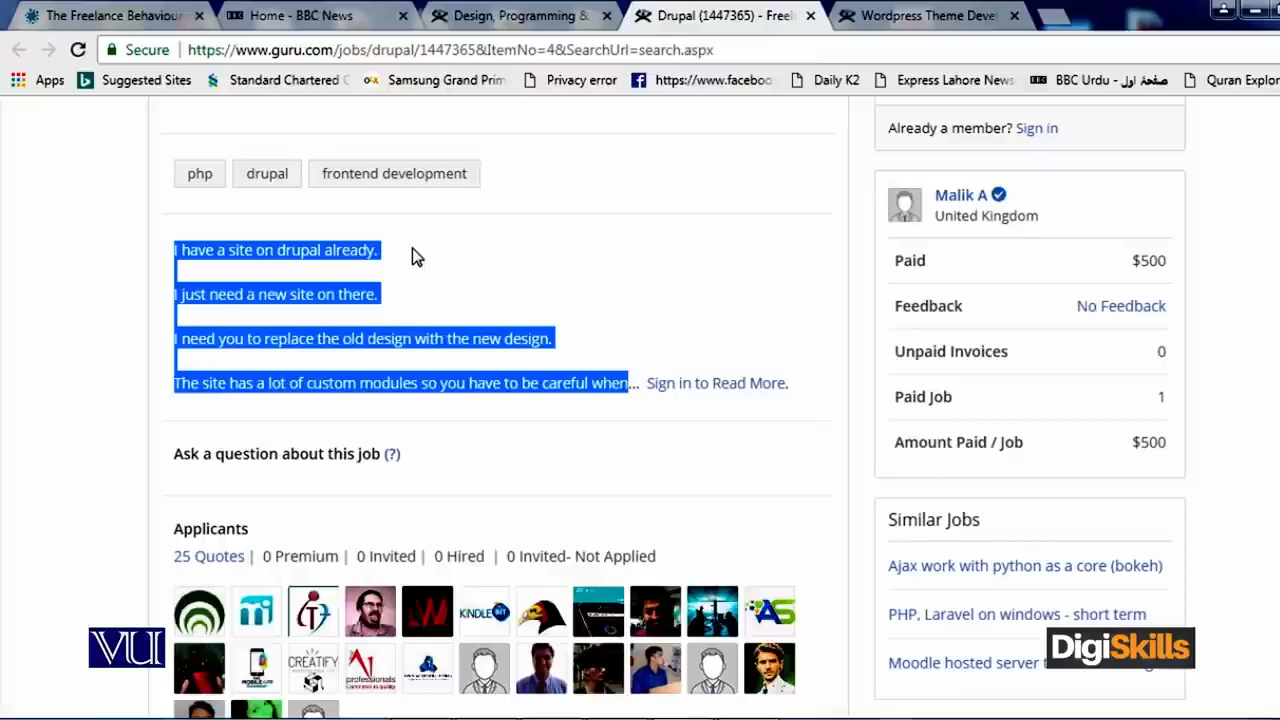 The Freelance Behaviour
Home - BBC News
Design, Programming &
Drupal (1447365) - Free
Wordpress Theme Deve
Secure
https://www.guru.com/jobs/drupal/1447365&ItemNo=4&SearchUrl=search.aspx
Apps
Suggested Sites
Standard Chartered
Samsung Grand Prim
Privacy error
https://www.faceboo
Daily K2
Express Lahore News
BBC Urdu - صفحۂ اول
Quran Explor
Already a member? Sign in
php
drupal
frontend development
Malik A
United Kingdom
Paid $500
Feedback No Feedback
Unpaid Invoices 0
Paid Job 1
Amount Paid / Job $500
I have a site on drupal already.
I just need a new site on there.
I need you to replace the old design with the new design.
The site has a lot of custom modules so you have to be careful when... Sign in to Read More.
Ask a question about this job (?)
Applicants
25 Quotes | 0 Premium | 0 Invited | 0 Hired | 0 Invited- Not Applied
KINDLEBIT
AS
CREATIFY
professionals
Similar Jobs
Ajax work with python as a core (bokeh)
PHP, Laravel on windows - short term
Moodle hosted server
VU
DigiSkills